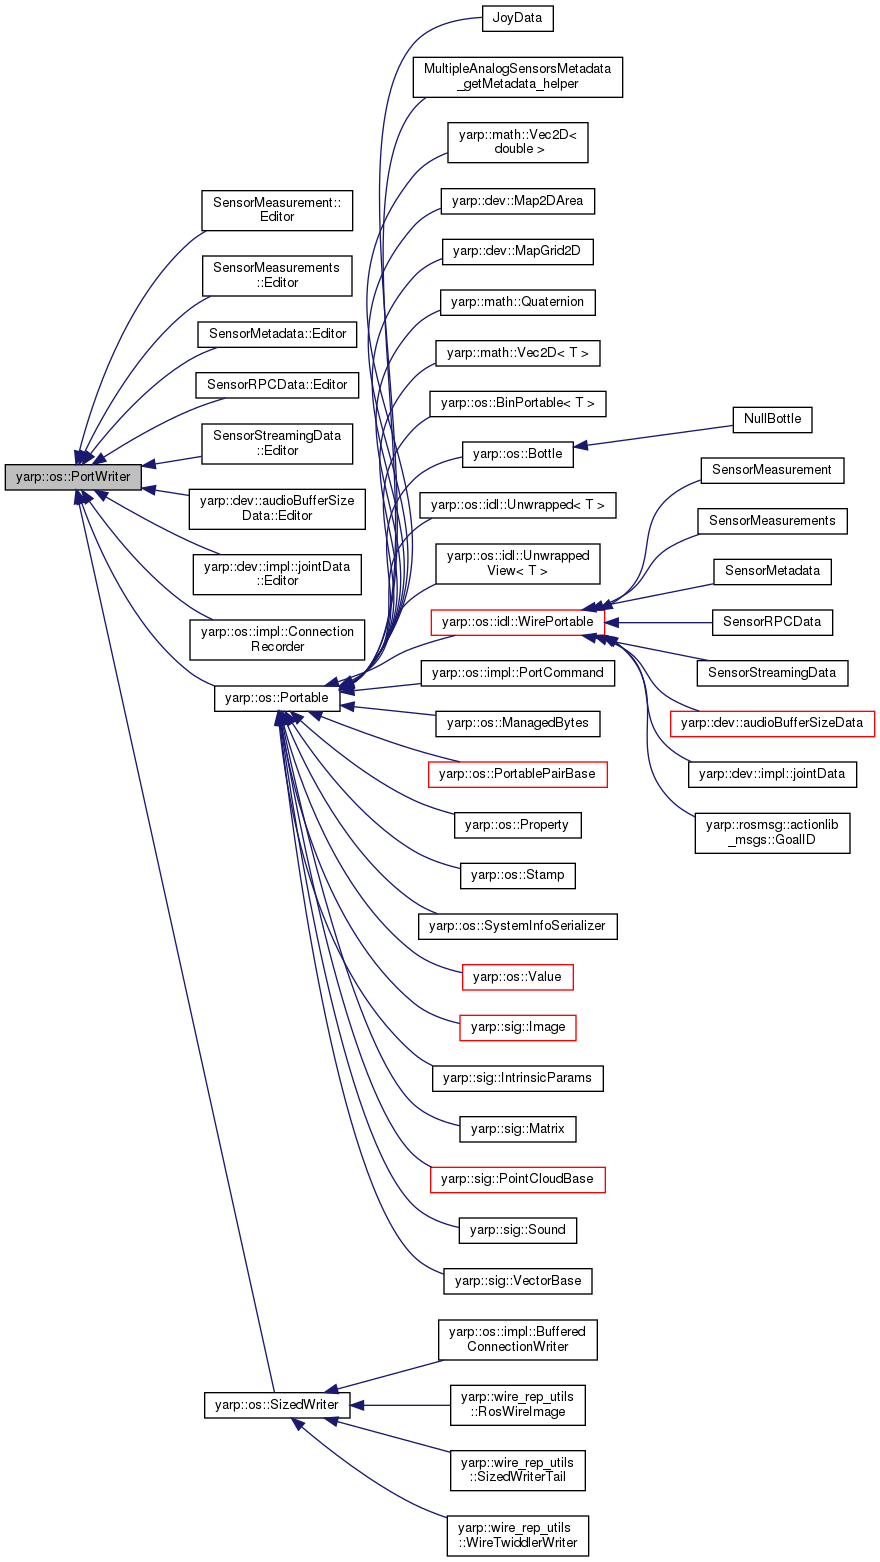 JoyData
MultipleAnalogSensorsMetadata
_getMetadata_helper
yarp::math::Vec2D<
double >
yarp::dev::Map2DArea
yarp::dev::MapGrid2D
yarp::math::Quaternion
yarp::math::Vec2D< T >
yarp::os::BinPortable< T >
yarp::os::Bottle
yarp::os::idl::Unwrapped< T >
yarp::os::idl::Unwrapped
View< T >
yarp::os::idl::WirePortable
yarp::os::impl::PortCommand
yarp::os::ManagedBytes
yarp::os::PortablePairBase
yarp::os::Property
yarp::os::Stamp
yarp::os::SystemInfoSerializer
yarp::os::Value
yarp::sig::Image
yarp::sig::IntrinsicParams
yarp::sig::Matrix
yarp::sig::PointCloudBase
yarp::sig::Sound
yarp::sig::VectorBase
yarp::os::impl::Buffered
ConnectionWriter
yarp::wire_rep_utils
::RosWireImage
yarp::wire_rep_utils
::SizedWriterTail
yarp::wire_rep_utils
::WireTwiddlerWriter
SensorMeasurement::
Editor
SensorMeasurements
::Editor
SensorMetadata::Editor
SensorRPCData::Editor
SensorStreamingData
::Editor
yarp::dev::audioBufferSize
Data::Editor
yarp::dev::impl::jointData
::Editor
yarp::os::impl::Connection
Recorder
yarp::os::Portable
yarp::os::SizedWriter
yarp::os::PortWriter
NullBottle
SensorMeasurement
SensorMeasurements
SensorMetadata
SensorRPCData
SensorStreamingData
yarp::dev::audioBufferSizeData
yarp::dev::impl::jointData
yarp::rosmsg::actionlib
_msgs::GoalID